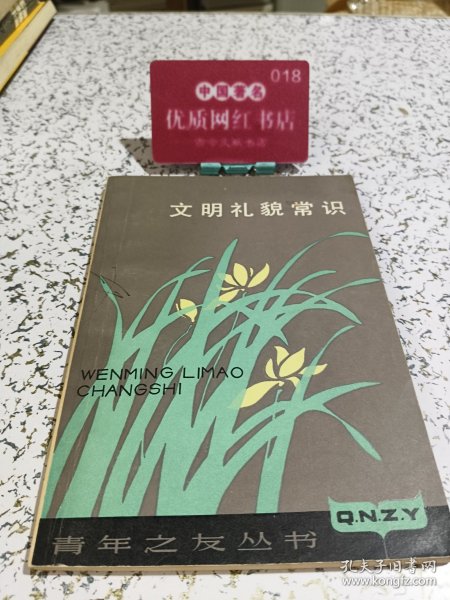 018
中国著名
优质网红书店
文明礼貌常识
WENMING LIMAO
CHANGSHI
Q.N.Z.Y
青年之友丛书
孔夫子旧书网
www.kongfz.com